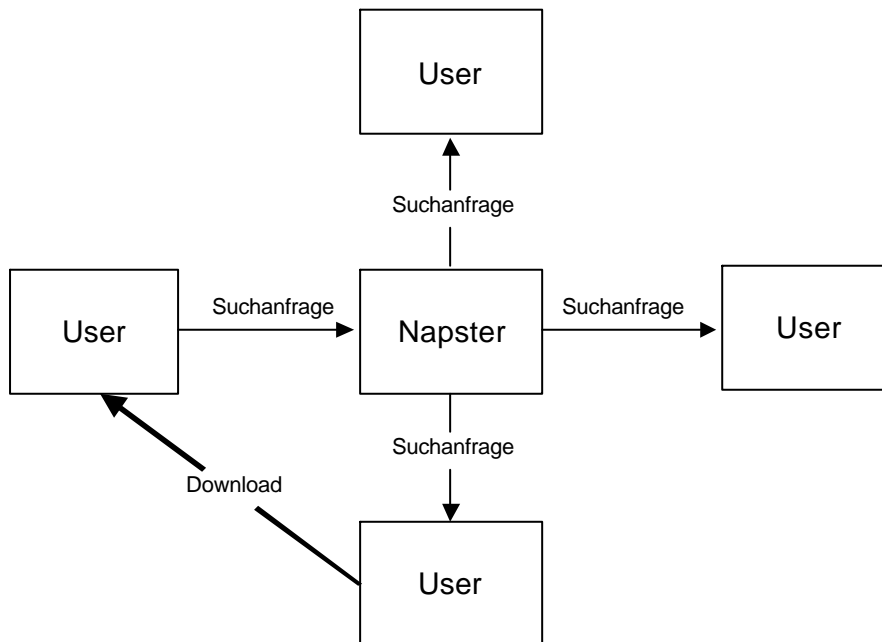 User
Suchanfrage
User
Suchanfrage
Napster
Suchanfrage
User
Suchanfrage
Download
User